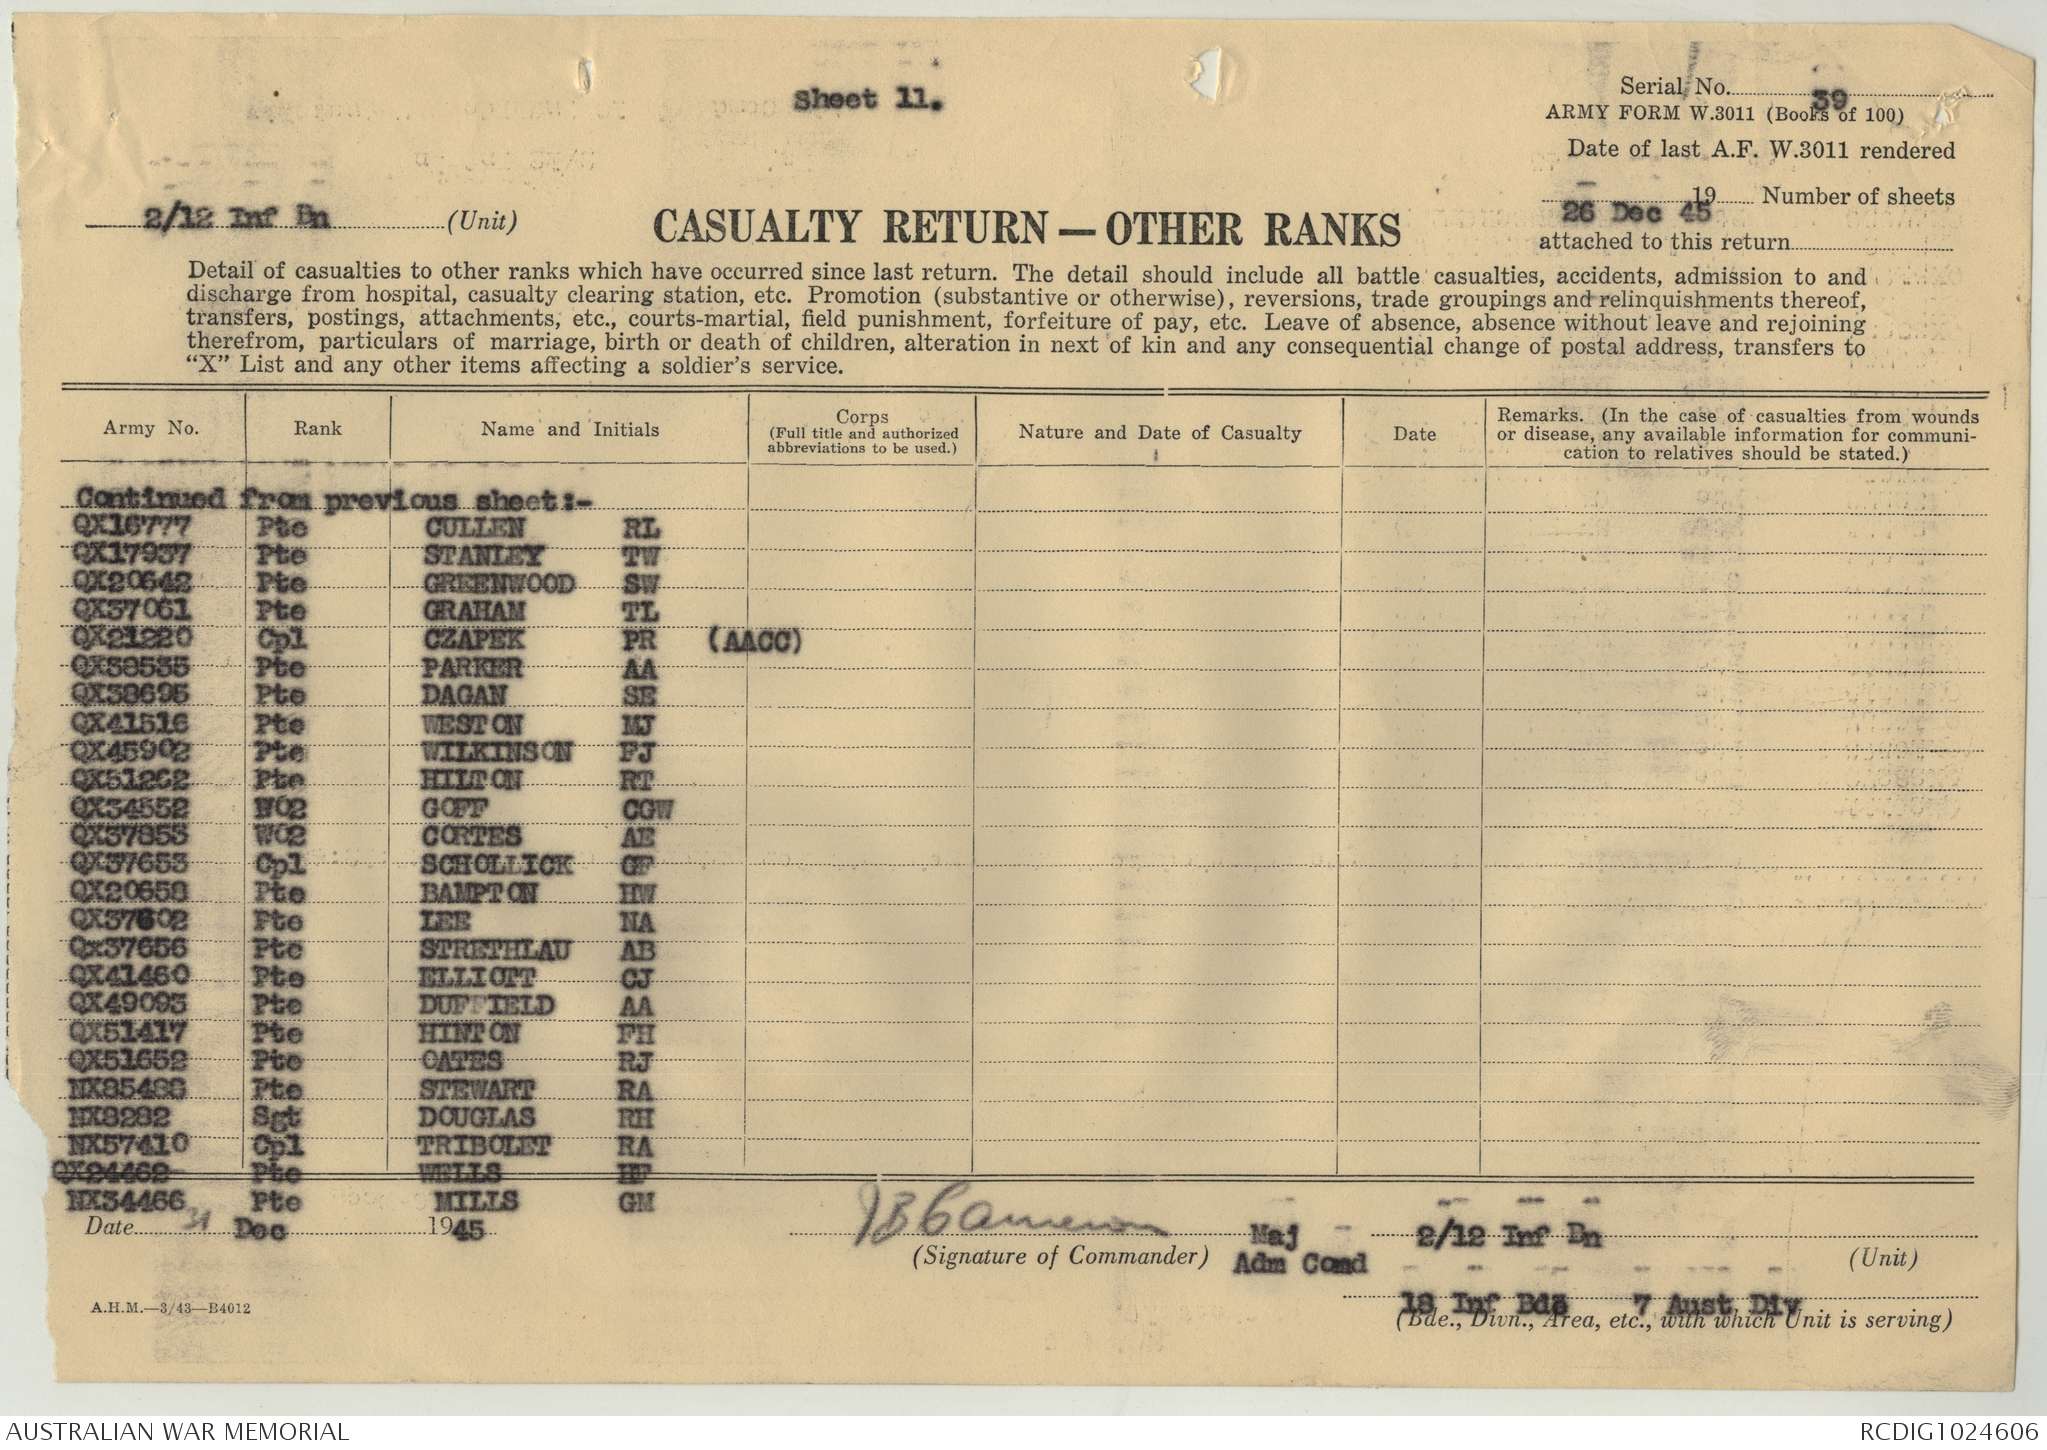 Sheet 11.
Serial No. 39
ARMY FORM W.3011 (Books of 100)
Date of last A.F. W.3011 rendered
26 Dec 45 19 Number of sheets
attached to this return
2/12 Inf Bn (Unit)
CASUALTY RETURN — OTHER RANKS
Detail of casualties to other ranks which have occurred since last return. The detail should include all battle casualties, accidents, admission to and
discharge from hospital, casualty clearing station, etc. Promotion (substantive or otherwise), reversions, trade groupings and relinquishments thereof,
transfers, postings, attachments, etc., courts-martial, field punishment, forfeiture of pay, etc. Leave of absence, absence without leave and rejoining
therefrom, particulars of marriage, birth or death of children, alteration in next of kin and any consequential change of postal address, transfers to
"X" List and any other items affecting a soldier's service.
Army No. Rank Name and Initials Corps (Full title and authorized abbreviations to be used.) Nature and Date of Casualty Date Remarks. (In the case of casualties from wounds or disease, any available information for communi-cation to relatives should be stated.)
Continued from previous sheet:-
QX16777 Pte CULLEN RL
QX17937 Pte STANLEY TW
QX20642 Pte GREENWOOD SW
QX37061 Pte GRAHAM TL
QX21220 Cpl CZAPEK PR (AACC)
QX38535 Pte PARKER AA
QX38695 Pte DAGAN SE
QX41516 Pte WESTON MJ
QX45902 Pte WILKINSON FJ
QX51262 Pte HILTON RT
QX34552 WO2 GOFF CGW
QX37853 WO2 CORTES AE
QX37653 Cpl SCHOLLICK GF
QX20658 Pte BAMPTON HW
QX37602 Pte LEE NA
Qx37656 Pte STRETHLAU AB
QX41460 Pte ELLIOTT CJ
QX49093 Pte DUFFIELD AA
QX51417 Pte HINTON FH
QX51652 Pte OATES RJ
NX85488 Pte STEWART RA
NX8282 Sgt DOUGLAS RH
NX57410 Cpl TRIBOLET RA
QX24462 Pte WELLS HF
NX34466 Pte MILLS GM
Date 31 Dec 1945
JB Cameron
(Signature of Commander)
Maj
Adm Comd
2/12 Inf Bn
(Unit)
18 Inf Bde 7 Aust Div
(Bde., Divn., Area, etc., with which Unit is serving)
A.H.M.—3/43—B4012
AUSTRALIAN WAR MEMORIAL
RCDIG1024606